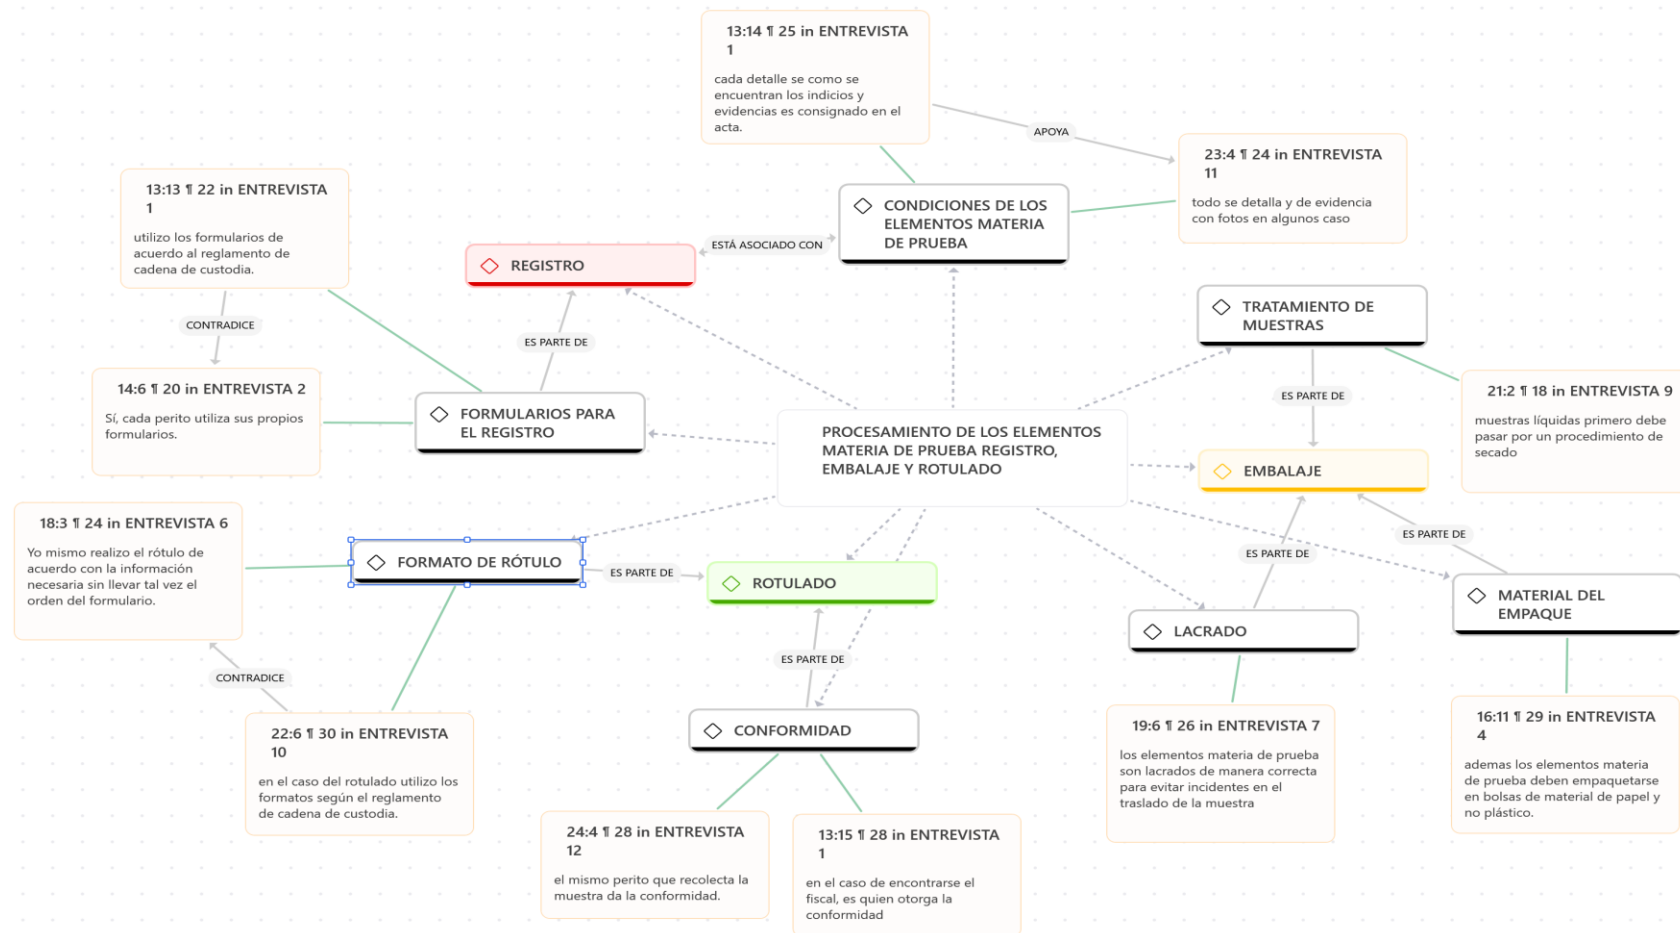 13:14 ¶ 25 in ENTREVISTA
1
cada detalle se como se
encuentran los indicios y
evidencias es consignado en el
acta.
APOYA
23:4 ¶ 24 in ENTREVISTA
11
todo se detalla y de evidencia
con fotos en algunos caso
13:13 ¶ 22 in ENTREVISTA
1
utilizo los formularios de
acuerdo al reglamento de
cadena de custodia.
CONDICIONES DE LOS
ELEMENTOS MATERIA
DE PRUEBA
ESTÁ ASOCIADO CON
REGISTRO
CONTRADICE
ES PARTE DE
TRATAMIENTO DE
MUESTRAS
ES PARTE DE
14:6 ¶ 20 in ENTREVISTA 2
Sí, cada perito utiliza sus propios
formularios.
FORMULARIOS PARA
EL REGISTRO
21:2 ¶ 18 in ENTREVISTA 9
muestras líquidas primero debe
pasar por un procedimiento de
secado
PROCESAMIENTO DE LOS ELEMENTOS
MATERIA DE PRUEBA REGISTRO,
EMBALAJE Y ROTULADO
EMBALAJE
18:3 ¶ 24 in ENTREVISTA 6
Yo mismo realizo el rótulo de
acuerdo con la información
necesaria sin llevar tal vez el
orden del formulario.
FORMATO DE RÓTULO
ES PARTE DE
ROTULADO
ES PARTE DE
ES PARTE DE
MATERIAL DEL
EMPAQUE
LACRADO
CONTRADICE
ES PARTE DE
22:6 ¶ 30 in ENTREVISTA
10
en el caso del rotulado utilizo los
formatos según el reglamento
de cadena de custodia.
CONFORMIDAD
19:6 ¶ 26 in ENTREVISTA 7
los elementos materia de prueba
son lacrados de manera correcta
para evitar incidentes en el
traslado de la muestra
16:11 ¶ 29 in ENTREVISTA
4
ademas los elementos materia
de prueba deben empaquetarse
en bolsas de material de papel y
no plástico.
24:4 ¶ 28 in ENTREVISTA
12
el mismo perito que recolecta la
muestra da la conformidad.
13:15 ¶ 28 in ENTREVISTA
1
en el caso de encontrarse el
fiscal, es quien otorga la
conformidad